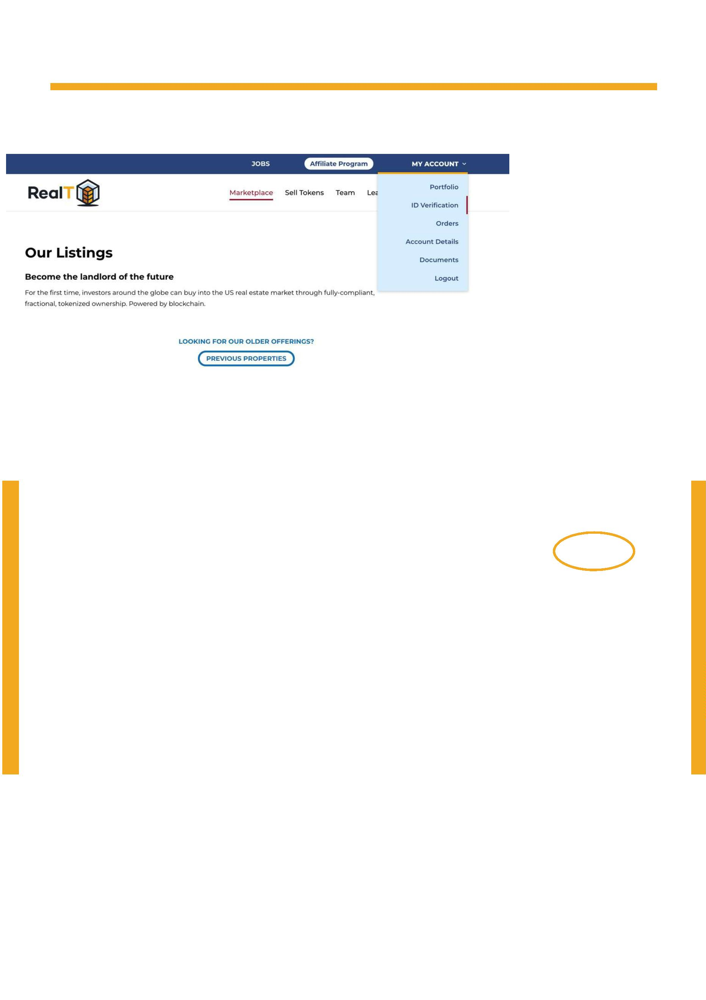 JOBS Affiliate Program MY ACCOUNT
RealT
Marketplace Sell Tokens Team Lea
Portfolio
ID Verification
Orders
Account Details
Documents
Logout
Our Listings
Become the landlord of the future
For the first time, investors around the globe can buy into the US real estate market through fully-compliant,
fractional, tokenized ownership. Powered by blockchain.
LOOKING FOR OUR OLDER OFFERINGS?
PREVIOUS PROPERTIES